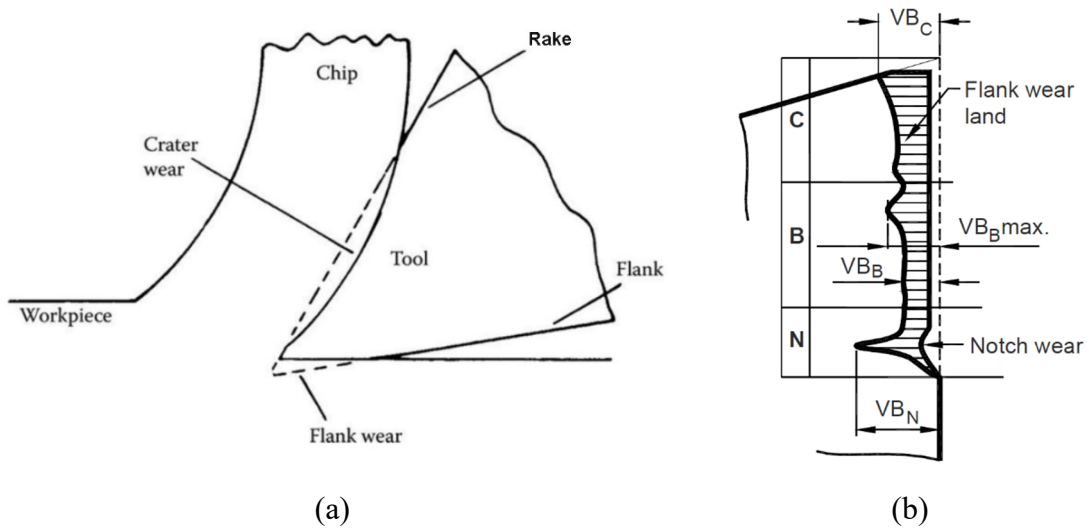 Rake
Chip
Crater
wear
Tool
Flank
Workpiece
Flank wear
(a)
VB_C
C
Flank wear
land
B
VB_B max.
VB_B
N
Notch wear
VB_N
(b)